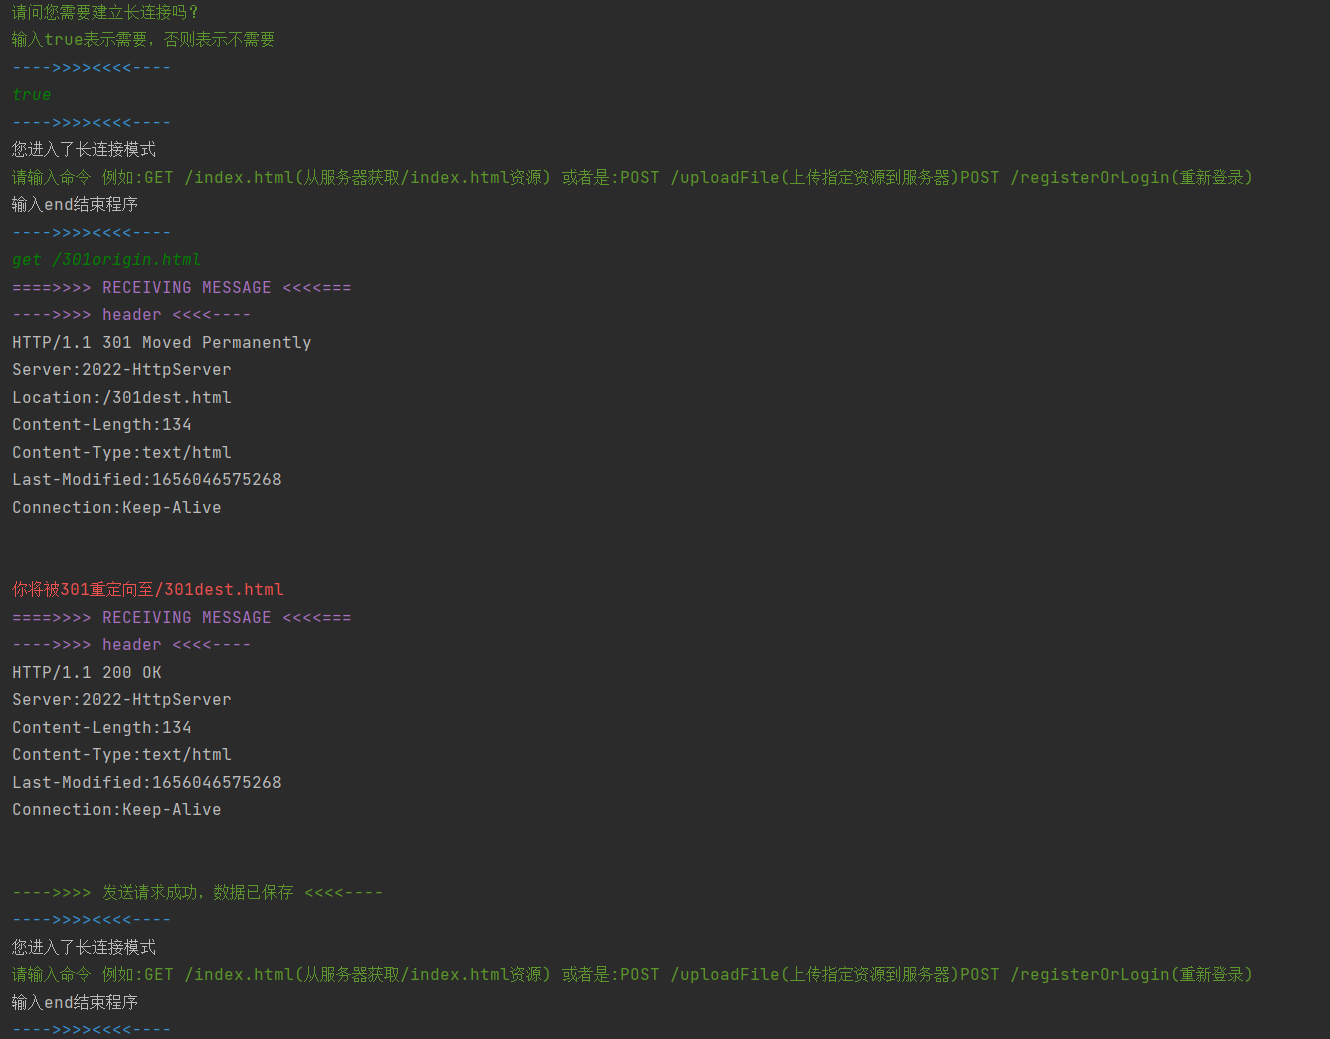 请问您需要建立长连接吗?
输入true表示需要，否则表示不需要
---->>>><<<<----
true
---->>>><<<<----
您进入了长连接模式
请输入命令 例如:GET /index.html(从服务器获取/index.html资源) 或者是:POST /uploadFile(上传指定资源到服务器)POST /registerOrLogin(重新登录)
输入end结束程序
---->>>><<<<----
get /301origin.html
====>>>> RECEIVING MESSAGE <<<<===
---->>>> header <<<<----
HTTP/1.1 301 Moved Permanently
Server:2022-HttpServer
Location:/301dest.html
Content-Length:134
Content-Type:text/html
Last-Modified:1656046575268
Connection:Keep-Alive
你将被301重定向至/301dest.html
====>>>> RECEIVING MESSAGE <<<<===
---->>>> header <<<<----
HTTP/1.1 200 OK
Server:2022-HttpServer
Content-Length:134
Content-Type:text/html
Last-Modified:1656046575268
Connection:Keep-Alive
---->>>> 发送请求成功，数据已保存 <<<<----
---->>>><<<<----
您进入了长连接模式
请输入命令 例如:GET /index.html(从服务器获取/index.html资源) 或者是:POST /uploadFile(上传指定资源到服务器)POST /registerOrLogin(重新登录)
输入end结束程序
---->>>><<<<----